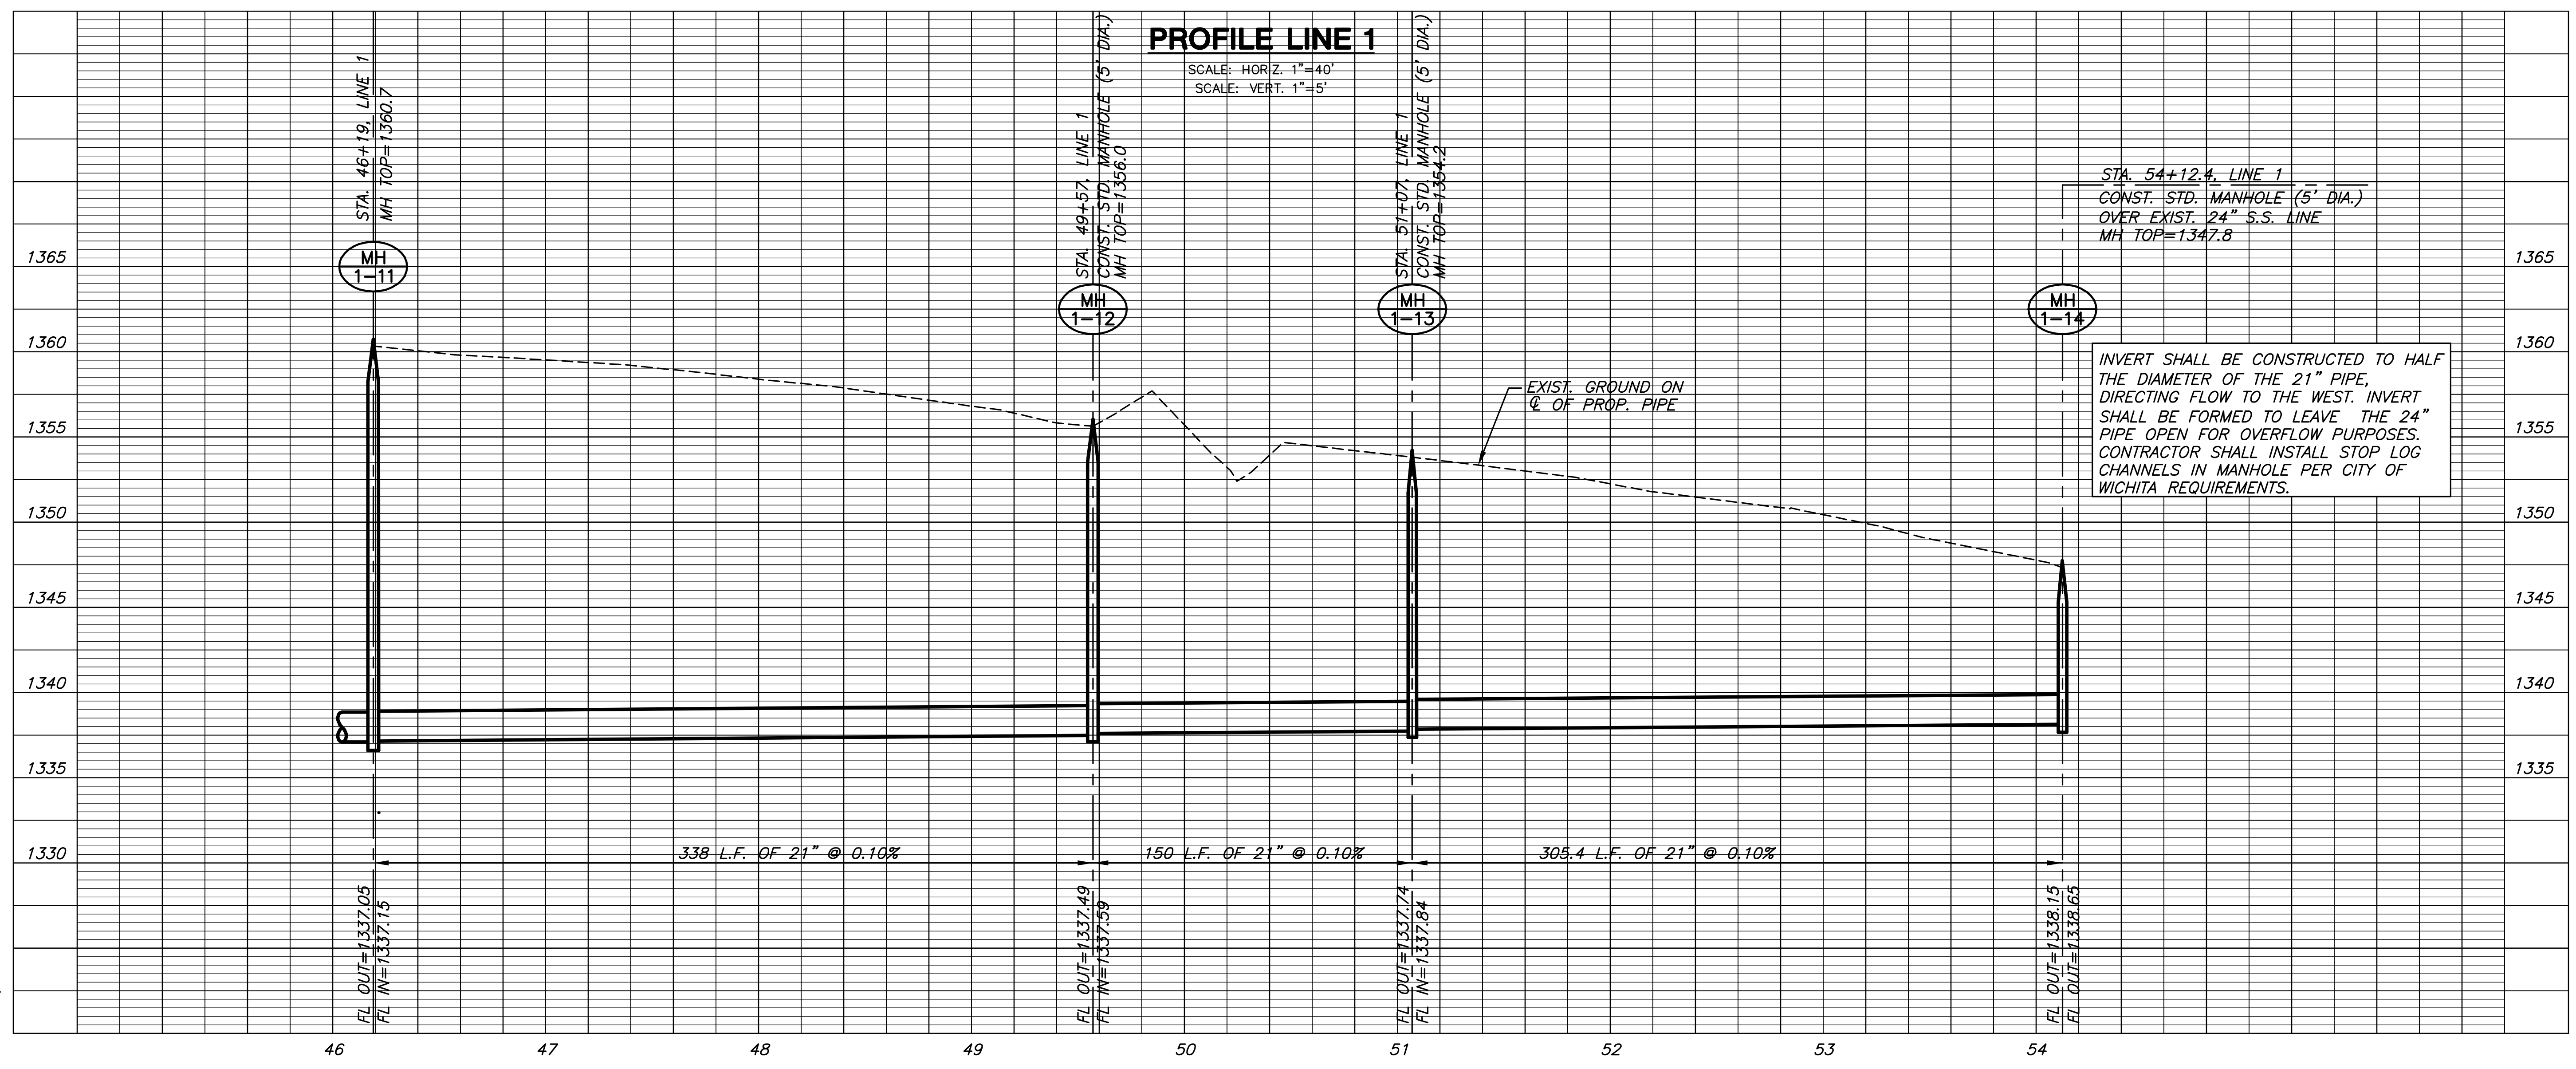 PROFILE LINE 1
SCALE: HORIZ. 1"=40'
SCALE: VERT. 1"=5'
STA. 46+19, LINE 1
MH TOP=1360.7
MH
1-11
STA. 49+57, LINE 1
CONST. STD. MANHOLE (5' DIA.)
MH TOP=1356.0
MH
1-12
STA. 51+07, LINE 1
CONST. STD. MANHOLE (5' DIA.)
MH TOP=1354.2
MH
1-13
STA. 54+12.4, LINE 1
CONST. STD. MANHOLE (5' DIA.)
OVER EXIST. 24" S.S. LINE
MH TOP=1347.8
MH
1-14
INVERT SHALL BE CONSTRUCTED TO HALF
THE DIAMETER OF THE 21" PIPE,
DIRECTING FLOW TO THE WEST. INVERT
SHALL BE FORMED TO LEAVE THE 24"
PIPE OPEN FOR OVERFLOW PURPOSES.
CONTRACTOR SHALL INSTALL STOP LOG
CHANNELS IN MANHOLE PER CITY OF
WICHITA REQUIREMENTS.
EXIST. GROUND ON
℄ OF PROP. PIPE
1365
1360
1355
1350
1345
1340
1335
1330
1365
1360
1355
1350
1345
1340
1335
338 L.F. OF 21" @ 0.10%
150 L.F. OF 21" @ 0.10%
305.4 L.F. OF 21" @ 0.10%
FL OUT=1337.05
FL IN=1337.15
FL OUT=1337.49
FL IN=1337.59
FL OUT=1337.74
FL IN=1337.84
FL OUT=1338.15
FL OUT=1338.65
46
47
48
49
50
51
52
53
54